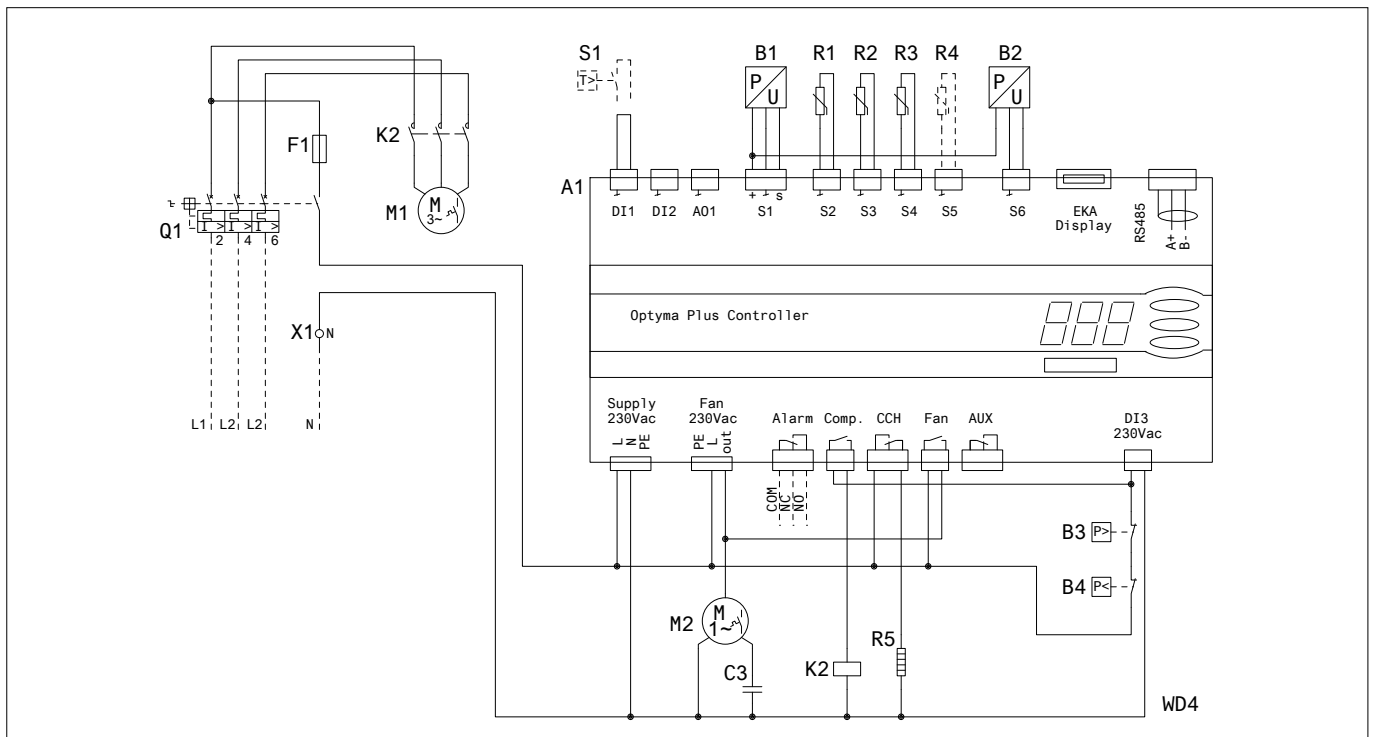 S1
T>
B1
P
U
R1
R2
R3
R4
B2
P
U
F1
K2
M
3~
M1
A1
Q1
I > I > I >
2 4 6
+ s
DI1 DI2 AO1 S1 S2 S3 S4 S5 S6
EKA
Display
RS485
A+
B-
Optyma Plus Controller
X1 N
L1 L2 L2 N
Supply
230Vac
L
N
PE
Fan
230Vac
PE
L
out
Alarm
Comp.
CCH
Fan
AUX
DI3
230Vac
COM
NC
NO
B3 P>
B4 P<
M2
M
1~
C3
K2
R5
WD4